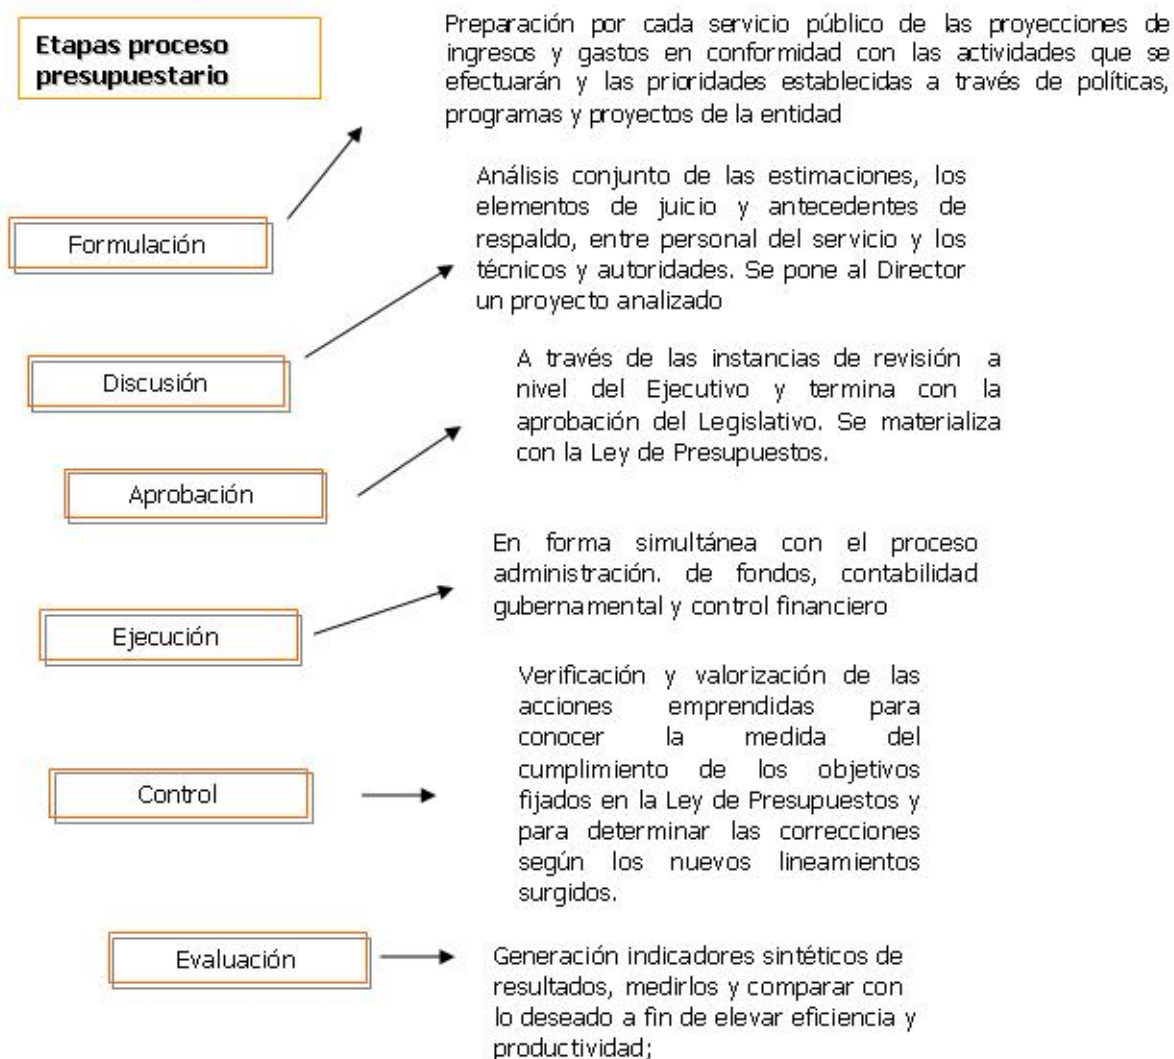 Etapas proceso
presupuestario
Preparación por cada servicio público de las proyecciones de
ingresos y gastos en conformidad con las actividades que se
efectuarán y las prioridades establecidas a través de políticas,
programas y proyectos de la entidad
Formulación
Análisis conjunto de las estimaciones, los
elementos de juicio y antecedentes de
respaldo, entre personal del servicio y los
técnicos y autoridades. Se pone al Director
un proyecto analizado
Discusión
A través de las instancias de revisión a
nivel del Ejecutivo y termina con la
aprobación del Legislativo. Se materializa
con la Ley de Presupuestos.
Aprobación
En forma simultánea con el proceso
administración. de fondos, contabilidad
gubernamental y control financiero
Ejecución
Verificación y valorización de las
acciones emprendidas para
conocer la medida del
cumplimiento de los objetivos
fijados en la Ley de Presupuestos y
para determinar las correcciones
según los nuevos lineamientos
surgidos.
Control
Evaluación
Generación indicadores sintéticos de
resultados, medirlos y comparar con
lo deseado a fin de elevar eficiencia y
productividad;